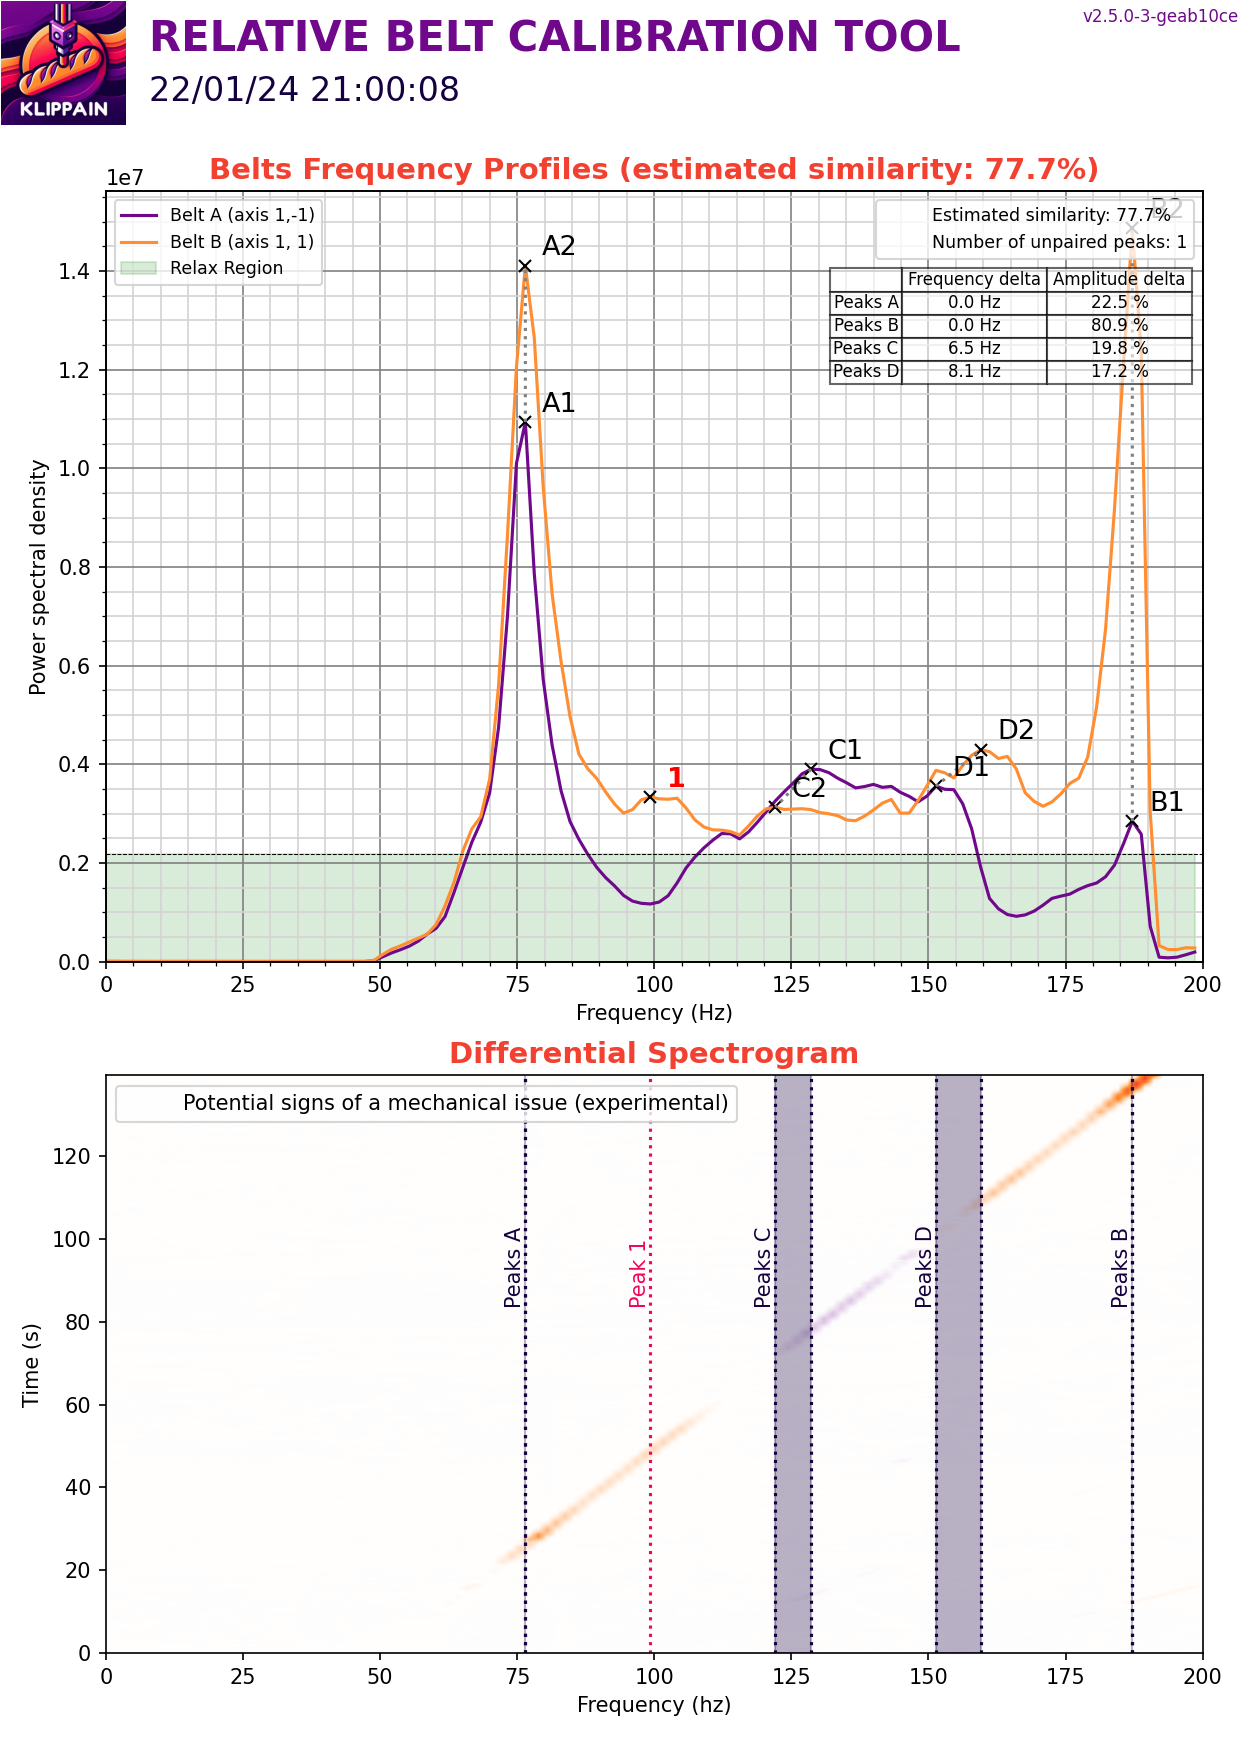 v2.5.0-3-geab10ce
RELATIVE BELT CALIBRATION TOOL
22/01/24 21:00:08
KLIPPAIN
Belts Frequency Profiles (estimated similarity: 77.7%)
1e7
Belt A (axis 1,-1)
Belt B (axis 1, 1)
Relax Region
Estimated similarity: 77.7%
Number of unpaired peaks: 1
B2
Frequency delta Amplitude delta
Peaks A 0.0 Hz 22.5 %
Peaks B 0.0 Hz 80.9 %
Peaks C 6.5 Hz 19.8 %
Peaks D 8.1 Hz 17.2 %
A2
A1
1
C1
C2
D2
D1
B1
Power spectral density
1.4
1.2
1.0
0.8
0.6
0.4
0.2
0.0
0 25 50 75 100 125 150 175 200
Frequency (Hz)
Differential Spectrogram
Potential signs of a mechanical issue (experimental)
Peaks A
Peak 1
Peaks C
Peaks D
Peaks B
Time (s)
120
100
80
60
40
20
0
0 25 50 75 100 125 150 175 200
Frequency (hz)